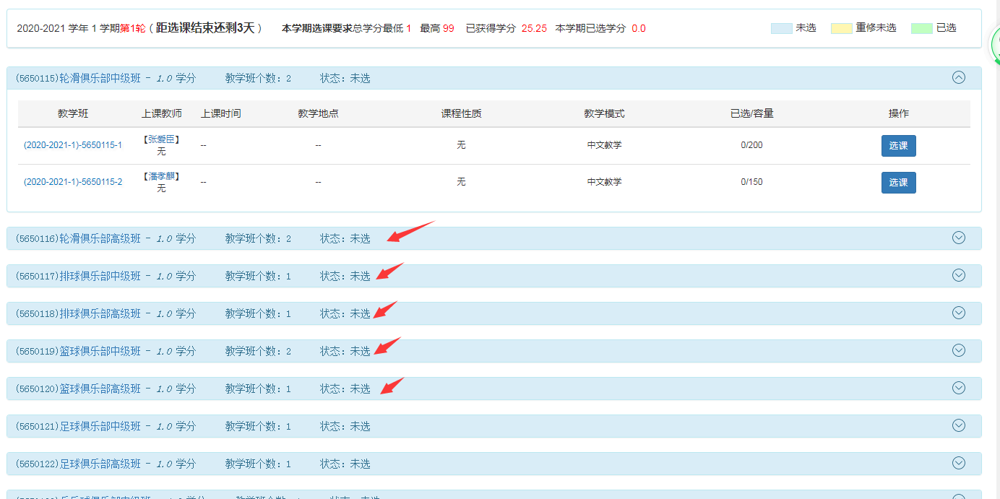 2020-2021 学年 1 学期第1轮（距选课结束还剩3天） 本学期选课要求总学分最低 1 最高 99 已获得学分 25.25 本学期已选学分 0.0 未选 重修未选 已选
(5650115)轮滑俱乐部中级班 - 1.0 学分 教学班个数：2 状态：未选
教学班 上课教师 上课时间 教学地点 课程性质 教学模式 已选/容量 操作
(2020-2021-1)-5650115-1 【张爱臣】 无 -- -- 无 中文教学 0/200 选课
(2020-2021-1)-5650115-2 【潘孝麒】 无 -- -- 无 中文教学 0/150 选课
(5650116)轮滑俱乐部高级班 - 1.0 学分 教学班个数：2 状态：未选
(5650117)排球俱乐部中级班 - 1.0 学分 教学班个数：1 状态：未选
(5650118)排球俱乐部高级班 - 1.0 学分 教学班个数：1 状态：未选
(5650119)篮球俱乐部中级班 - 1.0 学分 教学班个数：2 状态：未选
(5650120)篮球俱乐部高级班 - 1.0 学分 教学班个数：1 状态：未选
(5650121)足球俱乐部中级班 - 1.0 学分 教学班个数：1 状态：未选
(5650122)足球俱乐部高级班 - 1.0 学分 教学班个数：1 状态：未选